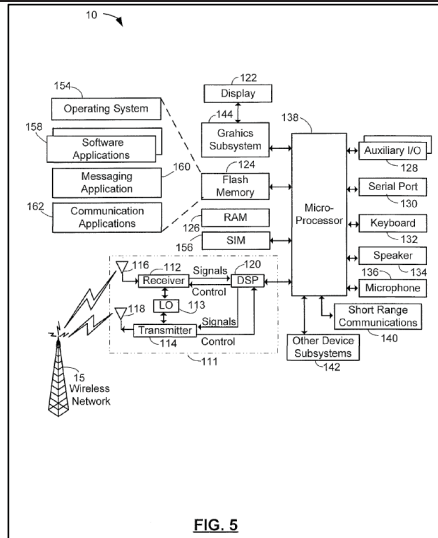 10
154
Operating System
158
Software
Applications
Messaging
Application
160
162
Communication
Applications
122
Display
144
Grahics
Subsystem
124
Flash
Memory
RAM
126
SIM
156
138
Micro-
Processor
Auxiliary I/O
128
Serial Port
130
Keyboard
132
Speaker
134
136
Microphone
Short Range
Communications
140
Other Device
Subsystems
142
116
112
Signals
120
Receiver
DSP
Control
118
LO
113
Signals
Transmitter
114
Control
111
15
Wireless
Network
FIG. 5